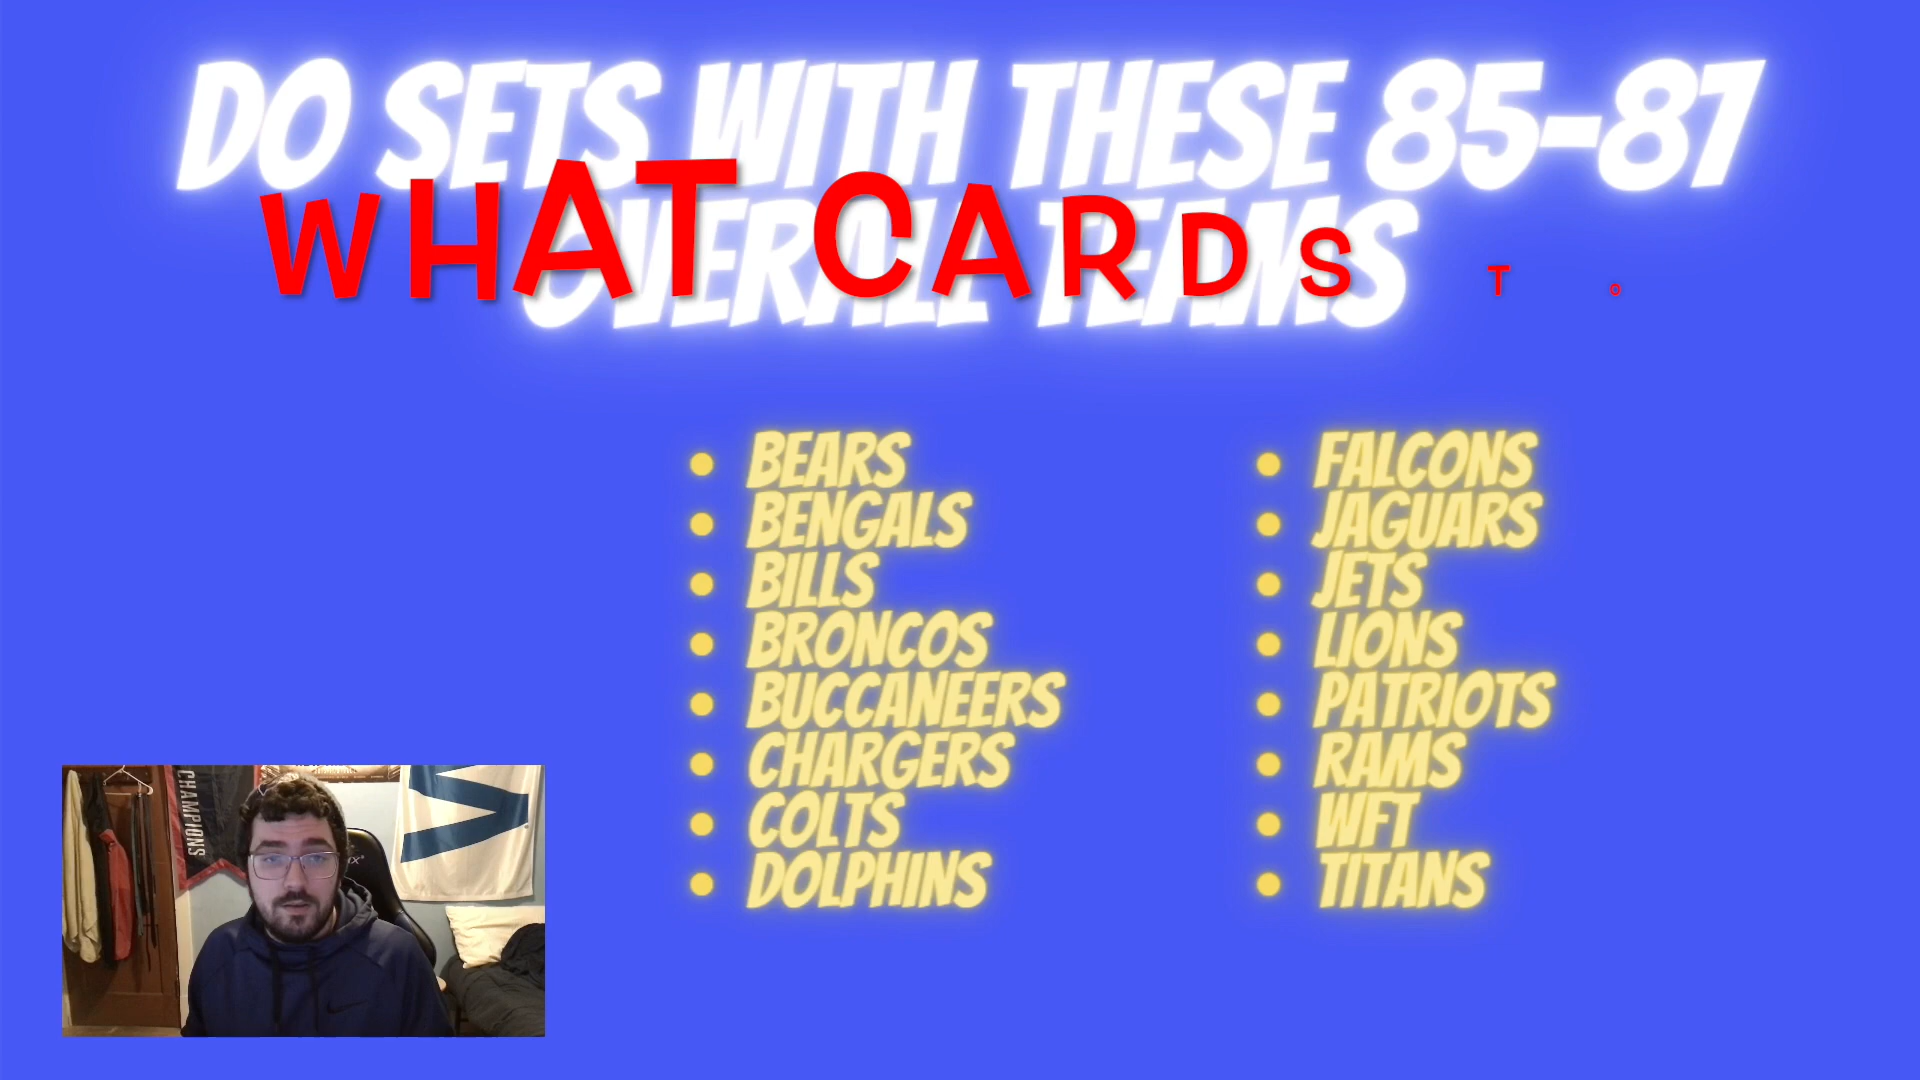 DO SETS WITH THESE 85-87
OVERALL TEAMS
WHAT CARDS TO
BEARS
BENGALS
BILLS
BRONCOS
BUCCANEERS
CHARGERS
COLTS
DOLPHINS
FALCONS
JAGUARS
JETS
LIONS
PATRIOTS
RAMS
WFT
TITANS
CHAMPIONS
W